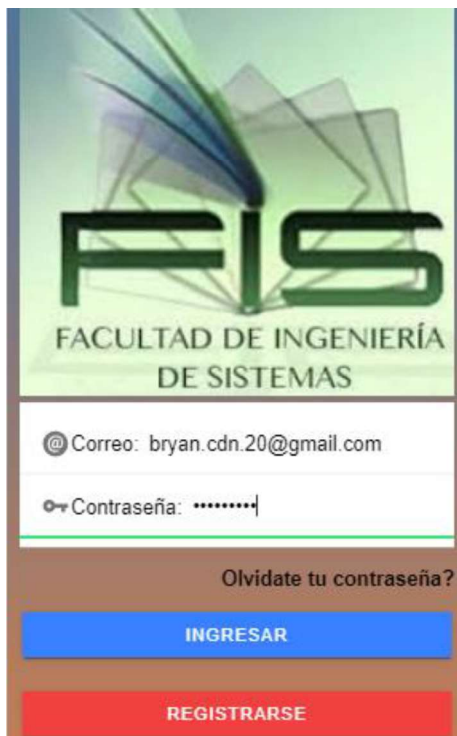 FIS
FACULTAD DE INGENIERÍA
DE SISTEMAS
Correo: bryan.cdn.20@gmail.com
Contraseña: •••••••••
Olvidate tu contraseña?
INGRESAR
REGISTRARSE